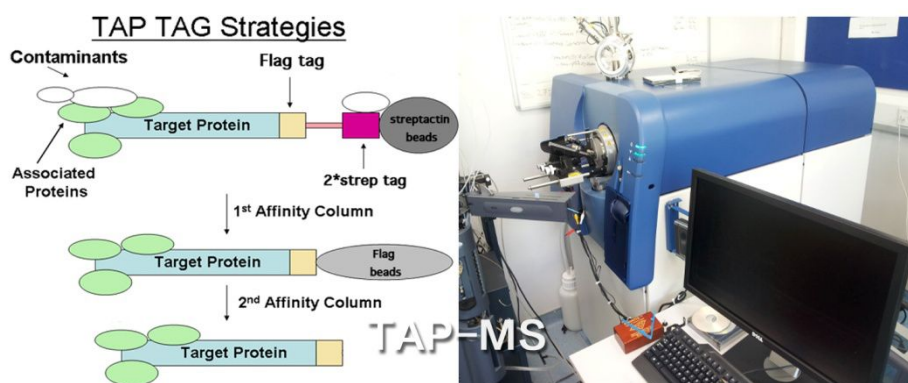 TAP TAG Strategies
Contaminants
Flag tag
Target Protein
streptactin
beads
Associated
Proteins
2*strep tag
1st Affinity Column
Target Protein
Flag
beads
2nd Affinity Column
Target Protein
TAP-MS
DELL